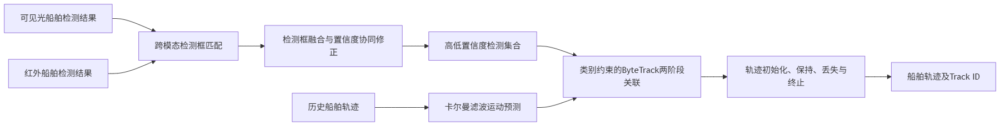 可见光船舶检测结果
红外船舶检测结果
跨模态检测框匹配
检测框融合与置信度协同修
正
高低置信度检测集合
历史船舶轨迹
卡尔曼滤波运动预测
类别约束的ByteTrack两阶段
关联
轨迹初始化、保持、丢失与
终止
船舶轨迹及Track ID